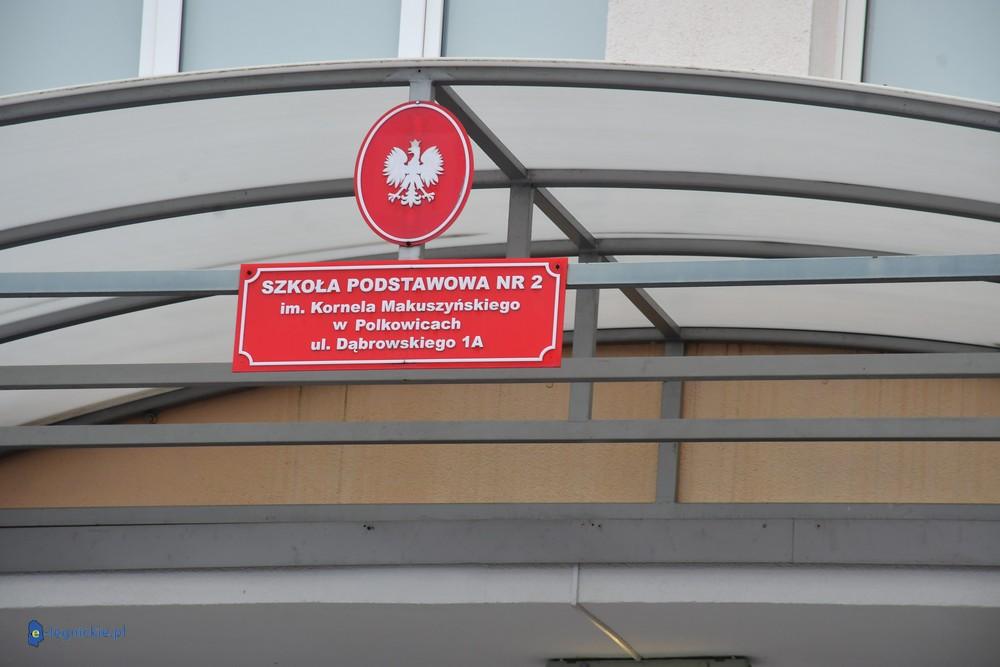 SZKOŁA PODSTAWOWA NR 2
im. Kornela Makuszyńskiego
w Polkowicach
ul. Dąbrowskiego 1A
e-legnickie.pl